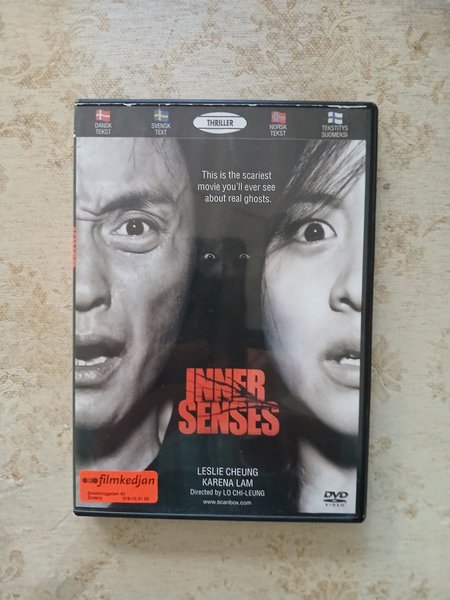 DANSK
TEKST
SVENSK
TEXT
THRILLER
NORSK
TEKST
TEKSTITYS
SUOMEKSI
This is the scariest
movie you'll ever see
about real ghosts.
INNER
SENSES
LESLIE CHEUNG
KARENA LAM
Directed by LO CHI-LEUNG
www.scanbox.com
filmkedjan
Örebro
DVD
VIDEO